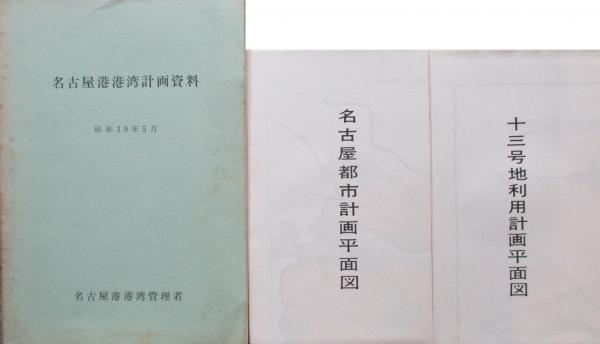 名古屋港港湾計画資料
昭和39年5月
名古屋港港湾管理者
名古屋都市計画平面図
十三号地利用計画平面図